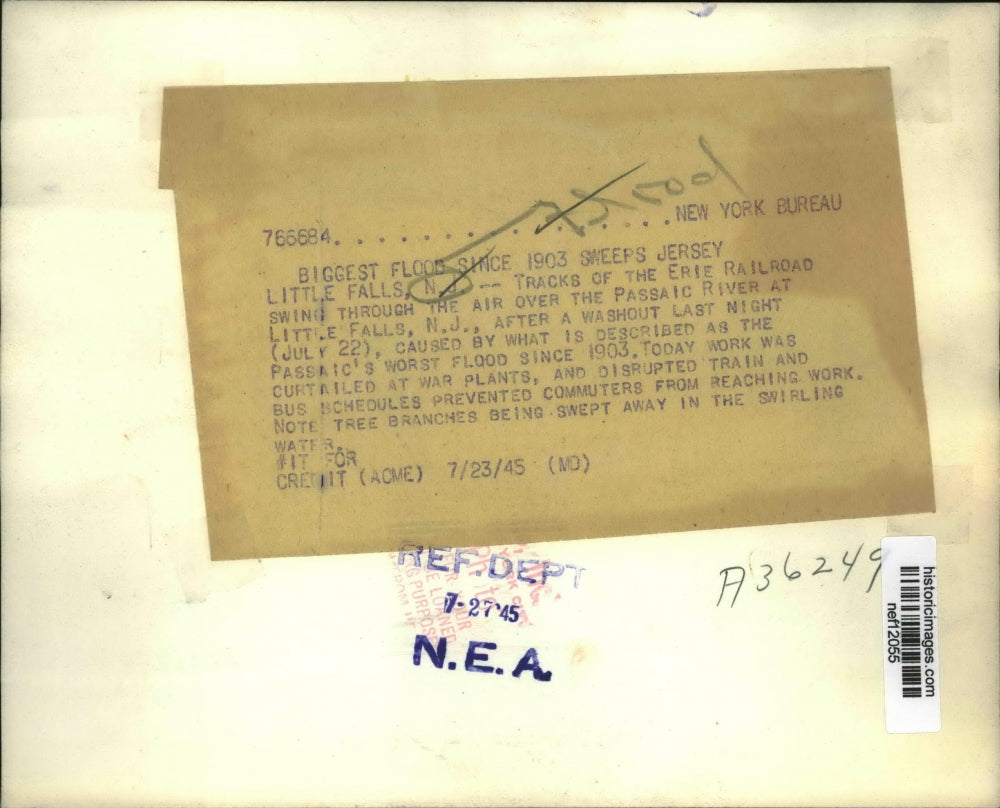 766684. . . . . . . . . . . . . . . . .NEW YORK BUREAU
BIGGEST FLOOD SINCE 1903 SWEEPS JERSEY
LITTLE FALLS, N.J. -- TRACKS OF THE ERIE RAILROAD
SWING THROUGH THE AIR OVER THE PASSAIC RIVER AT
LITTLE FALLS, N.J., AFTER A WASHOUT LAST NIGHT
(JULY 22), CAUSED BY WHAT IS DESCRIBED AS THE
PASSAIC'S WORST FLOOD SINCE 1903. TODAY WORK WAS
CURTAILED AT WAR PLANTS, AND DISRUPTED TRAIN AND
BUS SCHEDULES PREVENTED COMMUTERS FROM REACHING WORK.
NOTE TREE BRANCHES BEING SWEPT AWAY IN THE SWIRLING
WATER.
#IT FOR
CREDIT (ACME) 7/23/45 (MD)
REF. DEPT
7-27'45
N.E.A.
A36249
historicimages.com
nef12055